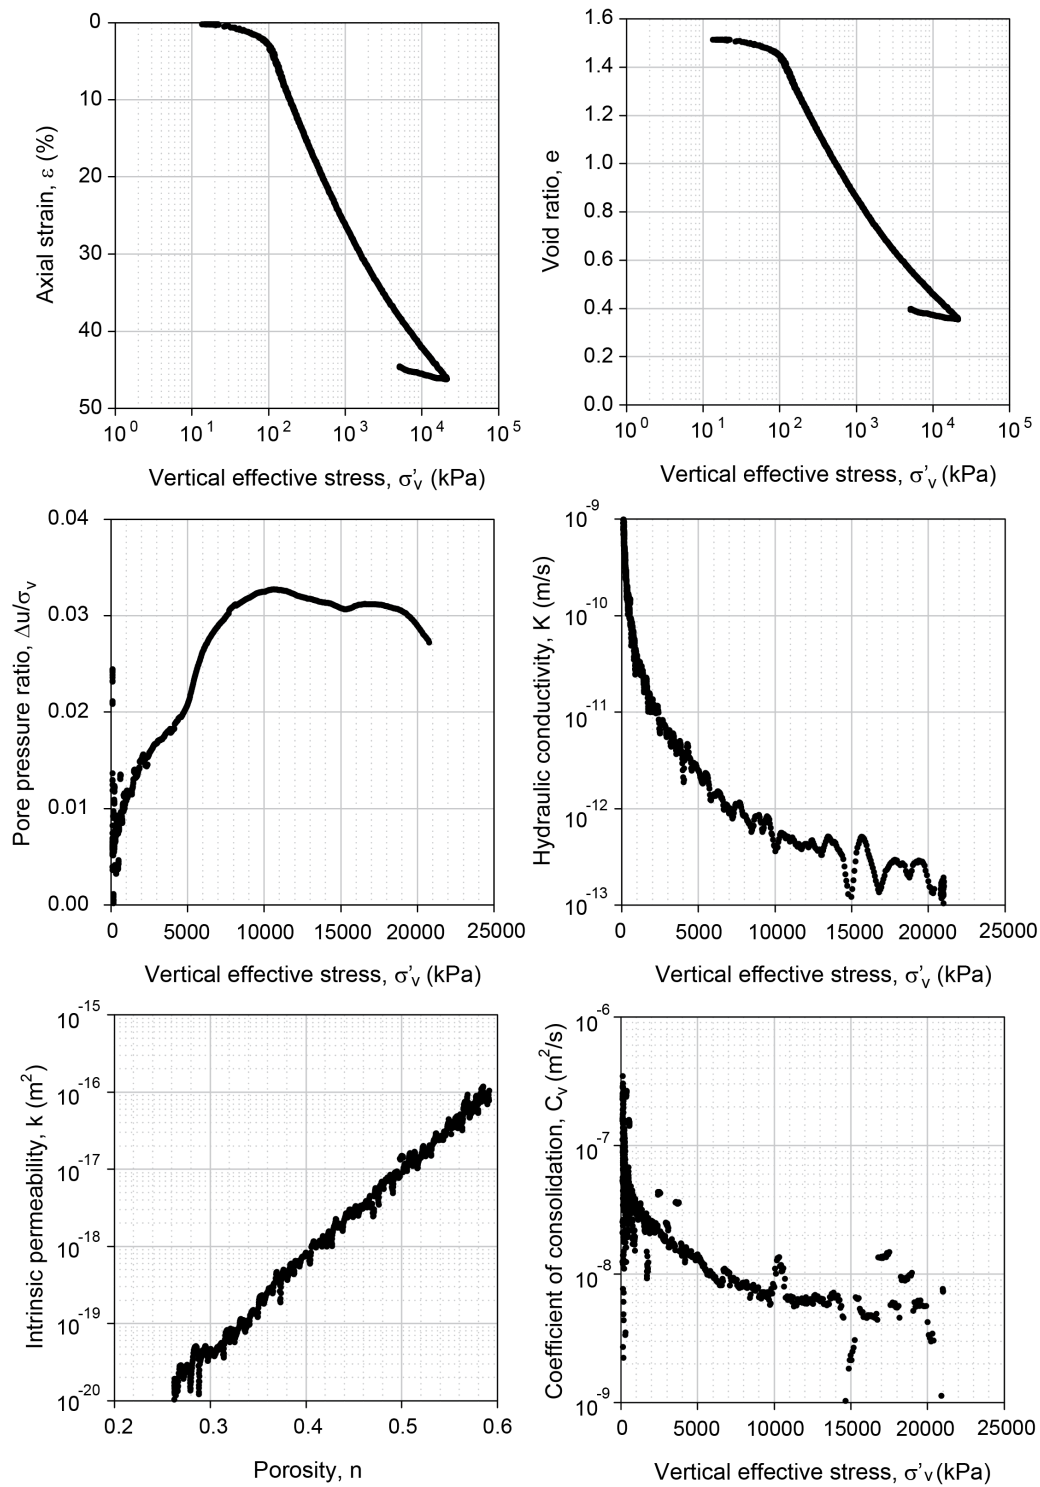 0
10
20
30
40
50
Axial strain, ε (%)
10^0 10^1 10^2 10^3 10^4 10^5
Vertical effective stress, σ'v (kPa)
1.6
1.4
1.2
1.0
0.8
0.6
0.4
0.2
0.0
Void ratio, e
10^0 10^1 10^2 10^3 10^4 10^5
Vertical effective stress, σ'v (kPa)
0.04
0.03
0.02
0.01
0.00
Pore pressure ratio, Δu/σv
0 5000 10000 15000 20000 25000
Vertical effective stress, σ'v (kPa)
10^-9
10^-10
10^-11
10^-12
10^-13
Hydraulic conductivity, K (m/s)
0 5000 10000 15000 20000 25000
Vertical effective stress, σ'v (kPa)
10^-15
10^-16
10^-17
10^-18
10^-19
10^-20
Intrinsic permeability, k (m²)
0.2 0.3 0.4 0.5 0.6
Porosity, n
10^-6
10^-7
10^-8
10^-9
Coefficient of consolidation, Cv (m²/s)
0 5000 10000 15000 20000 25000
Vertical effective stress, σ'v (kPa)